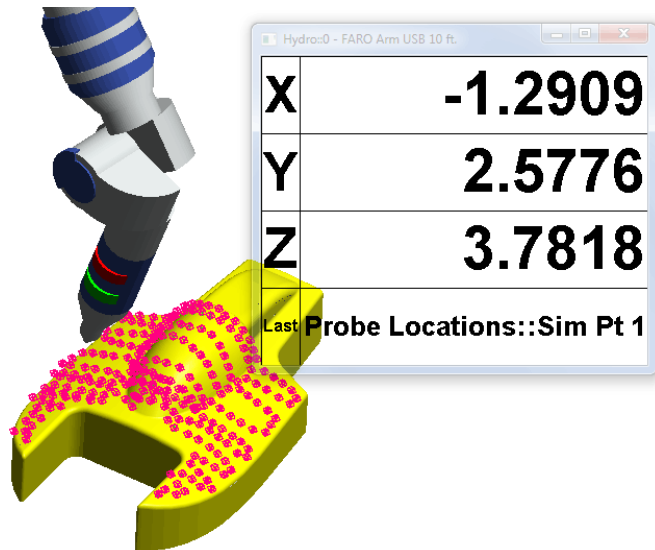 Hydro::0 - FARO Arm USB 10 ft.
X -1.2909
Y 2.5776
Z 3.7818
Last Probe Locations::Sim Pt 1